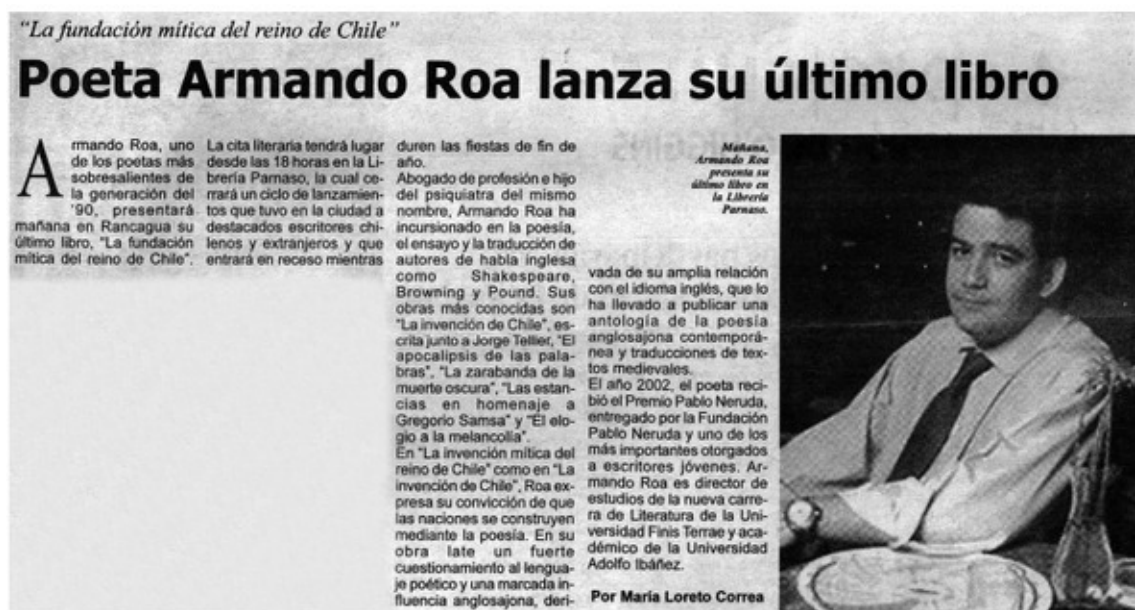 “La fundación mítica del reino de Chile”
Poeta Armando Roa lanza su último libro
Armando Roa, uno
de los poetas más
sobresalientes de
la generación del
’90, presentará
mañana en Rancagua su
último libro, “La fundación
mítica del reino de Chile”.
La cita literaria tendrá lugar
desde las 18 horas en la Li-
brería Parnaso, la cual ce-
rrará un ciclo de lanzamien-
tos que tuvo en la ciudad a
destacados escritores chi-
lenos y extranjeros y que
entrará en receso mientras
duren las fiestas de fin de
año.
Abogado de profesión e hijo
del psiquiatra del mismo
nombre, Armando Roa ha
incursionado en la poesía,
el ensayo y la traducción de
autores de habla inglesa
como Shakespeare,
Browning y Pound. Sus
obras más conocidas son
“La invención de Chile”, es-
crita junto a Jorge Tellier, “El
apocalipsis de las pala-
bras”, “La zarabanda de la
muerte oscura”, “Las estan-
cias en homenaje a
Gregorio Samsa” y “El elo-
gio a la melancolía”.
En “La invención mítica del
reino de Chile” como en “La
invención de Chile”, Roa ex-
presa su convicción de que
las naciones se construyen
mediante la poesía. En su
obra late un fuerte
cuestionamiento al lengua-
je poético y una marcada in-
fluencia anglosajona, deri-
Mañana,
Armando Roa
presenta su
último libro en
la Librería
Parnaso.
vada de su amplia relación
con el idioma inglés, que lo
ha llevado a publicar una
antología de la poesía
anglosajona contemporá-
nea y traducciones de tex-
tos medievales.
El año 2002, el poeta reci-
bió el Premio Pablo Neruda,
entregado por la Fundación
Pablo Neruda y uno de los
más importantes otorgados
a escritores jóvenes. Ar-
mando Roa es director de
estudios de la nueva carre-
ra de Literatura de la Uni-
versidad Finis Terrae y aca-
démico de la Universidad
Adolfo Ibáñez.
Por María Loreto Correa